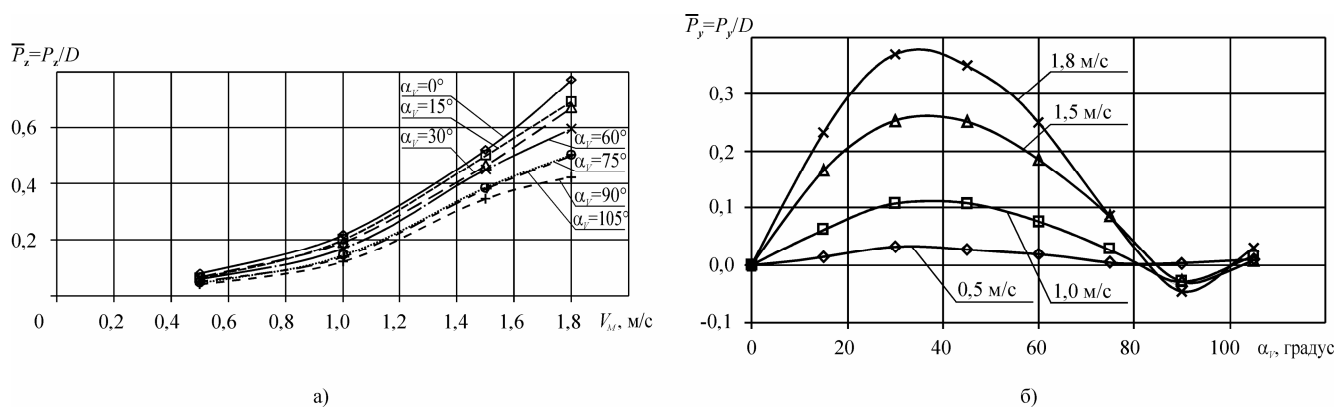 P̅z=Pz/D
0,6
0,4
0,2
αV=0°
αV=15°
αV=30°
αV=60°
αV=75°
αV=90°
αV=105°
0 0,2 0,4 0,6 0,8 1,0 1,2 1,4 1,6 1,8 VM, м/с
а)
P̅y=Py/D
0,3
0,2
0,1
0,0
-0,1
1,8 м/с
1,5 м/с
0,5 м/с
1,0 м/с
0 20 40 60 80 100 αV, градус
б)